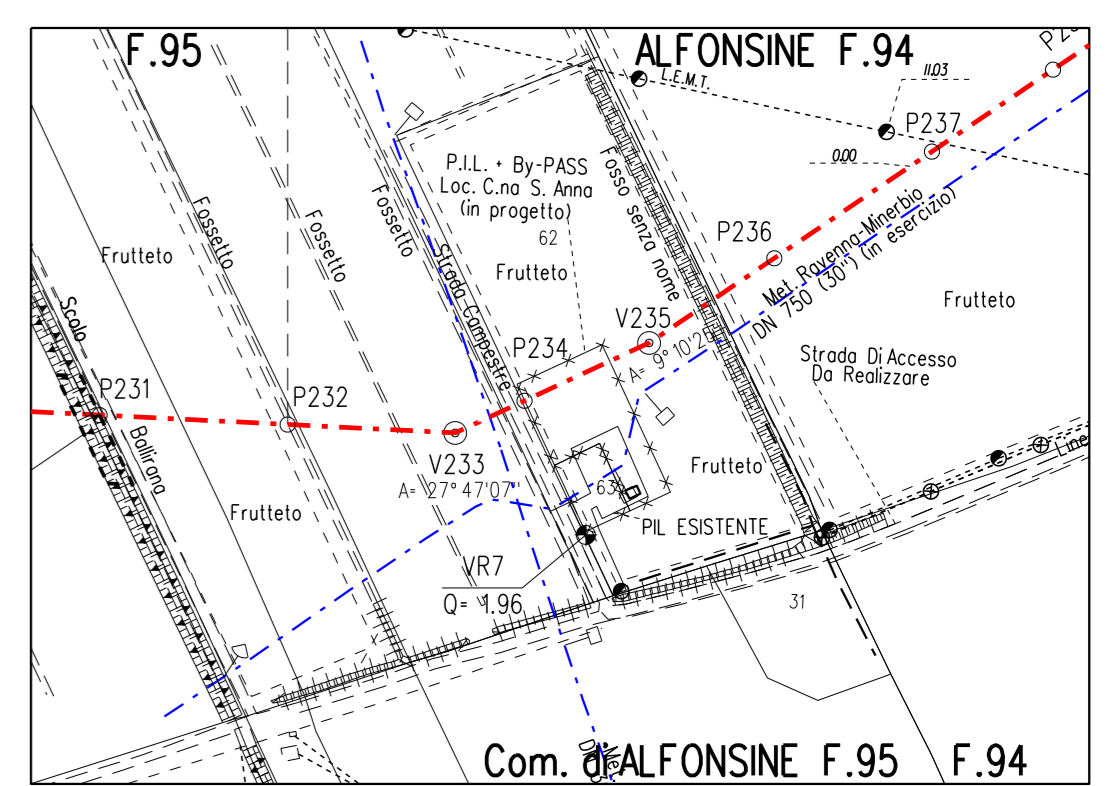 F.95
ALFONSINE F.94
L.E.M.T.
11.03
P237
0.00
P.I.L. + By-PASS
Loc. C.na S. Anna
(in progetto)
62
Frutteto
Fossetto
Fossetto
Fossetto
Strada Campestre
Fosso senza nome
P236
Met. Ravenna-Minerbio
DN 750 (30") (in esercizio)
Frutteto
Frutteto
Scolo
Ballirana
V235
A= 9° 10'25"
P234
Strada Di Accesso
Da Realizzare
P231
P232
V233
A= 27° 47'07"
Frutteto
Frutteto
63
PIL ESISTENTE
Line
VR7
Q= 1.96
31
Com. di ALFONSINE F.95
F.94
Met.